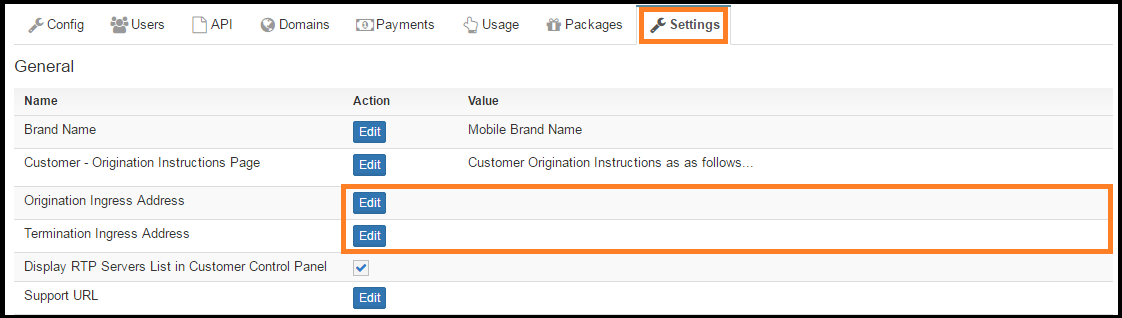 Config Users API Domains Payments Usage Packages Settings
General
Name Action Value
Brand Name Edit Mobile Brand Name
Customer - Origination Instructions Page Edit Customer Origination Instructions as as follows...
Origination Ingress Address Edit
Termination Ingress Address Edit
Display RTP Servers List in Customer Control Panel
Support URL Edit